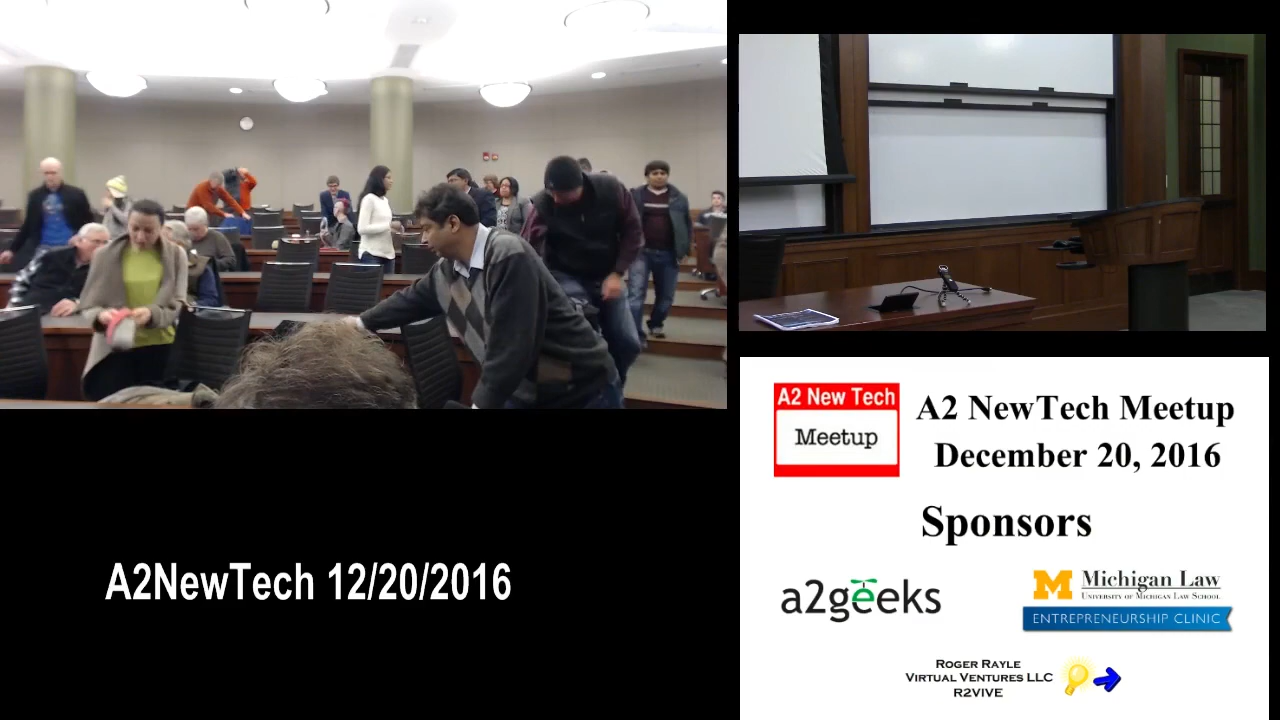 A2 New Tech
Meetup
A2 NewTech Meetup
December 20, 2016
Sponsors
a2geeks
M Michigan Law
University of Michigan Law School
ENTREPRENEURSHIP CLINIC
Roger Rayle
Virtual Ventures LLC
R2VIVE
A2NewTech 12/20/2016